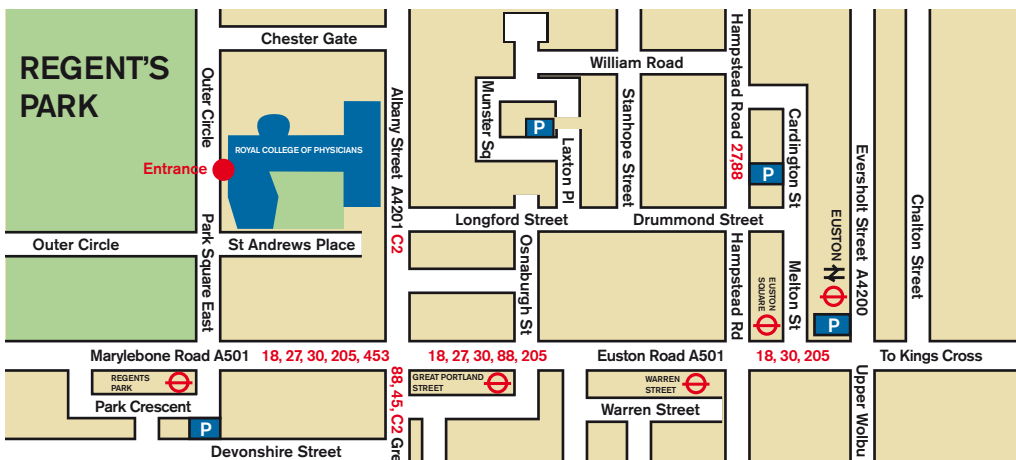 REGENT'S
PARK
Chester Gate
Outer Circle
ROYAL COLLEGE OF PHYSICIANS
Entrance
Albany Street A4201 C2
Munster Sq
P
Laxton Pl
William Road
Stanhope Street
Hampstead Road 27,88
P
Cardington St
Eversholt Street A4200
Chalton Street
Outer Circle
Park Square East
St Andrews Place
Longford Street
Drummond Street
Osnaburgh St
Hampstead Rd
EUSTON
SQUARE
Melton St
EUSTON
P
Marylebone Road A501 18, 27, 30, 205, 453
18, 27, 30, 88, 205
Euston Road A501
18, 30, 205
To Kings Cross
REGENTS
PARK
88, 45, C2 Gre
GREAT PORTLAND
STREET
WARREN
STREET
Upper Wobu
Park Crescent
Warren Street
P
Devonshire Street